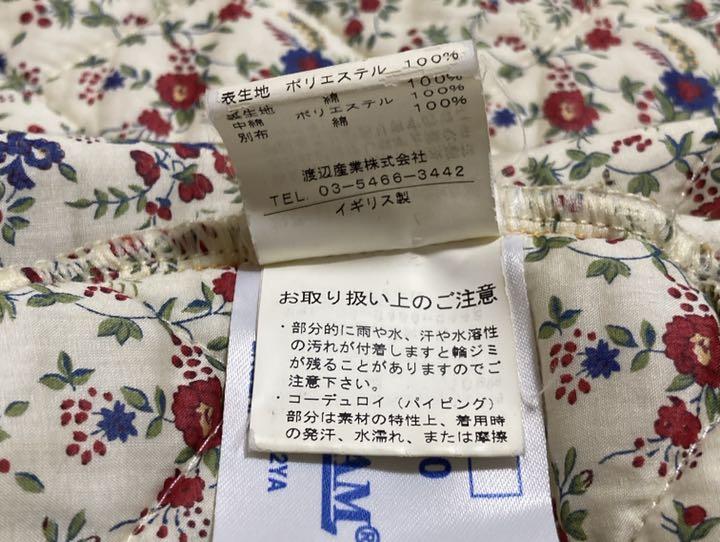 表生地 ポリエステル 100%
裏生地 綿 100%
中綿 ポリエステル 100%
別布 綿 100%
渡辺産業株式会社
TEL. 03-5466-3442
イギリス製
お取り扱い上のご注意
・部分的に雨や水、汗や水溶性
の汚れが付着しますと輪ジミ
が残ることがありますのでご
注意下さい。
・コーデュロイ（パイピング）
部分は素材の特性上、着用時
の発汗、水濡れ、または摩擦
AM®
0
2YA